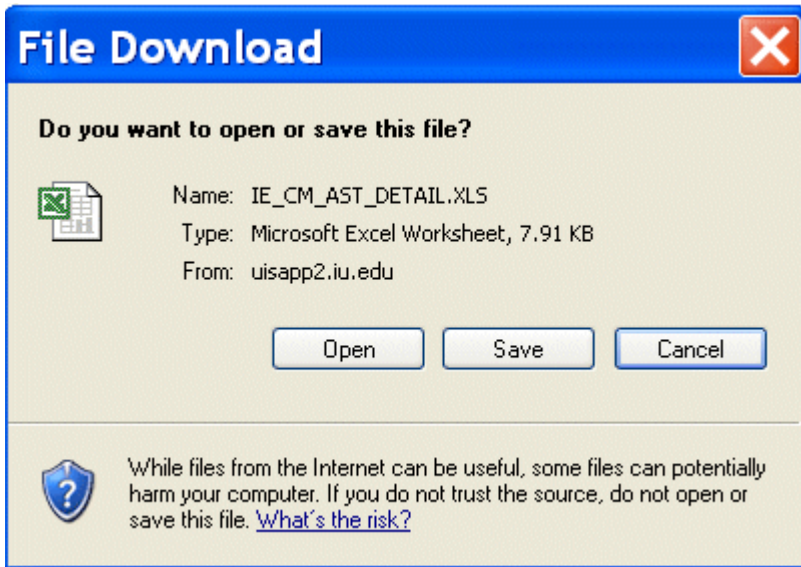 File Download
Do you want to open or save this file?
Name: IE_CM_AST_DETAIL.XLS
Type: Microsoft Excel Worksheet, 7.91 KB
From: uisapp2.iu.edu
Open Save Cancel
While files from the Internet can be useful, some files can potentially
harm your computer. If you do not trust the source, do not open or
save this file. What's the risk?